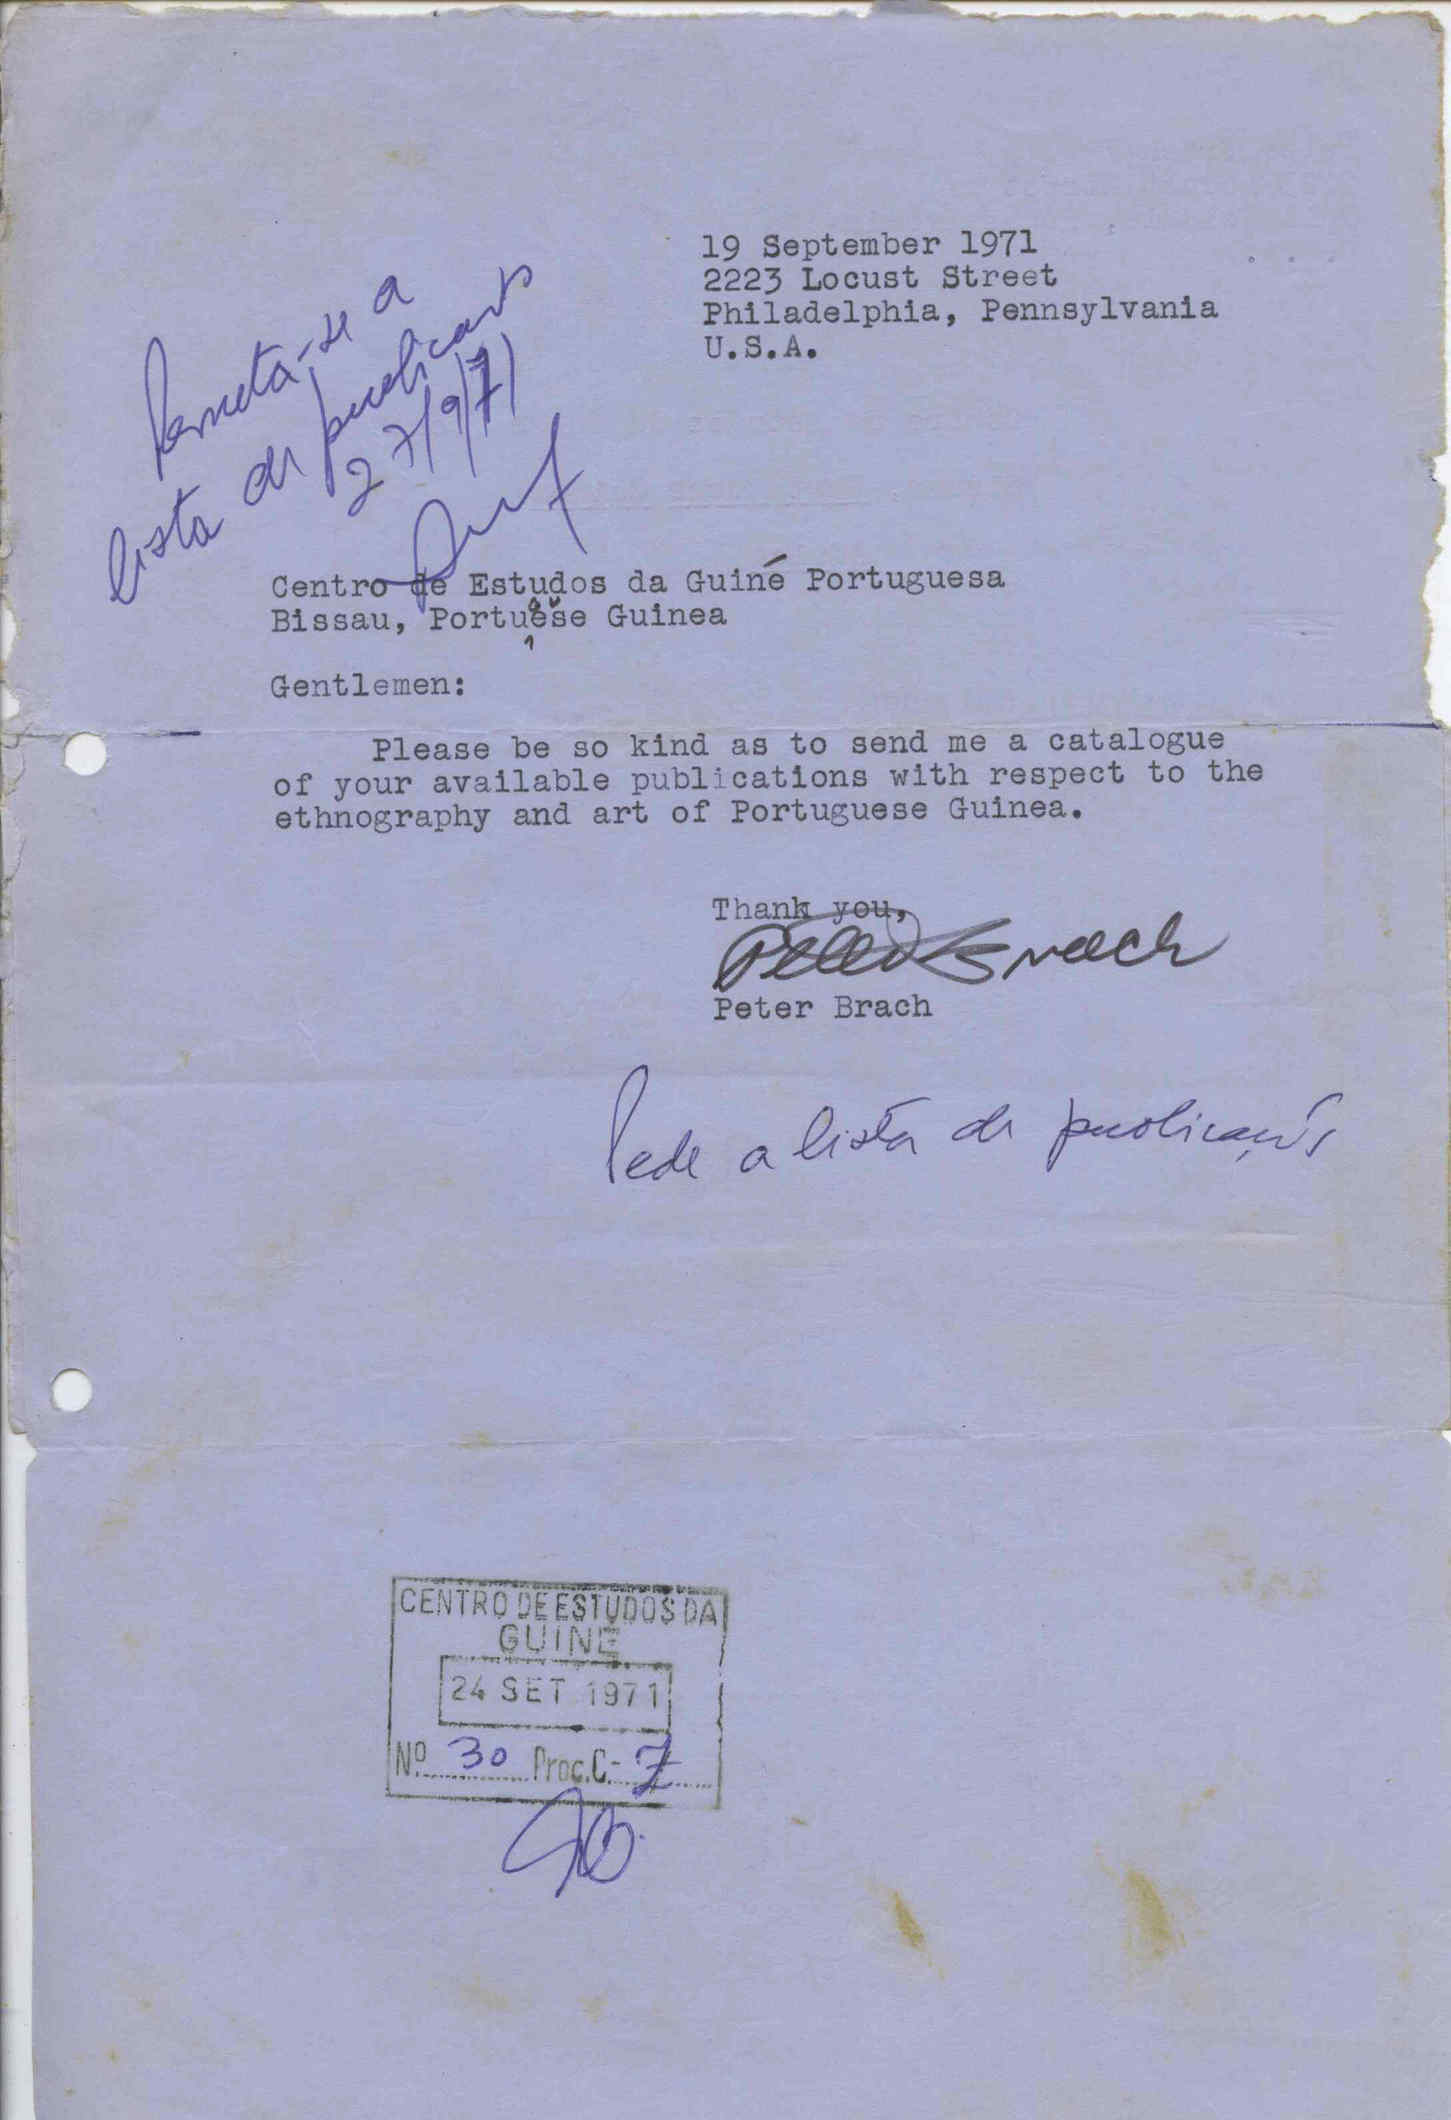 19 September 1971
2223 Locust Street
Philadelphia, Pennsylvania
U.S.A.
Remeta-se a
lista de publicações
27/9/71
Centro de Estudos da Guiné Portuguesa
Bissau, Portuguese Guinea
Gentlemen:
Please be so kind as to send me a catalogue
of your available publications with respect to the
ethnography and art of Portuguese Guinea.
Thank you,
Peter Brach
Peter Brach
Pede a lista de publicações
CENTRO DE ESTUDOS DA
GUINÉ
24 SET 1971
Nº 30 Proc.C.- 7